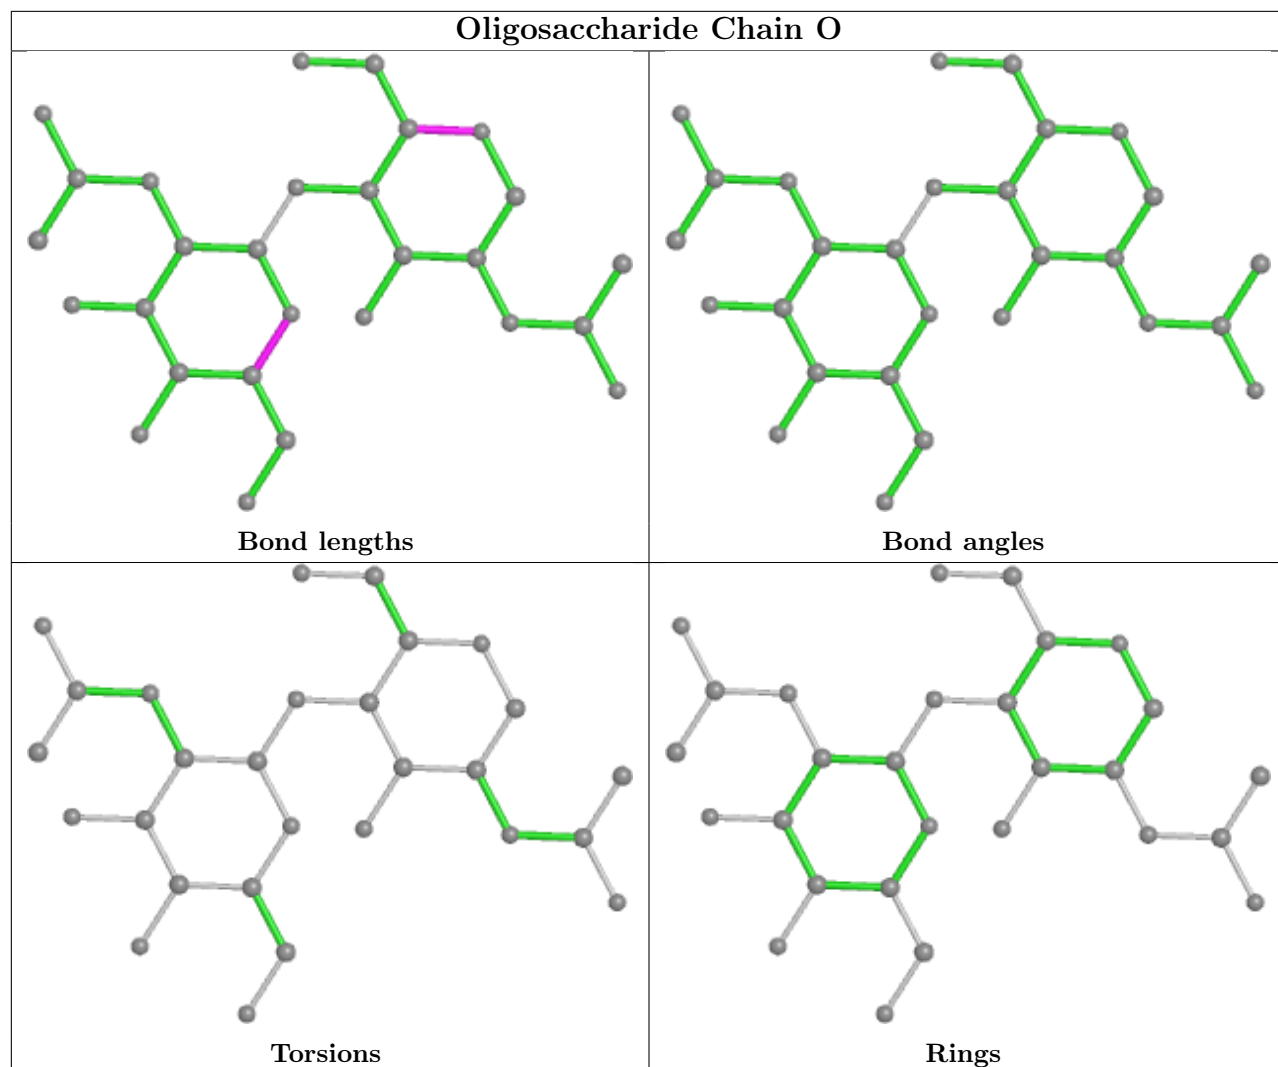 Oligosaccharide Chain O
Bond lengths
Bond angles
Torsions
Rings